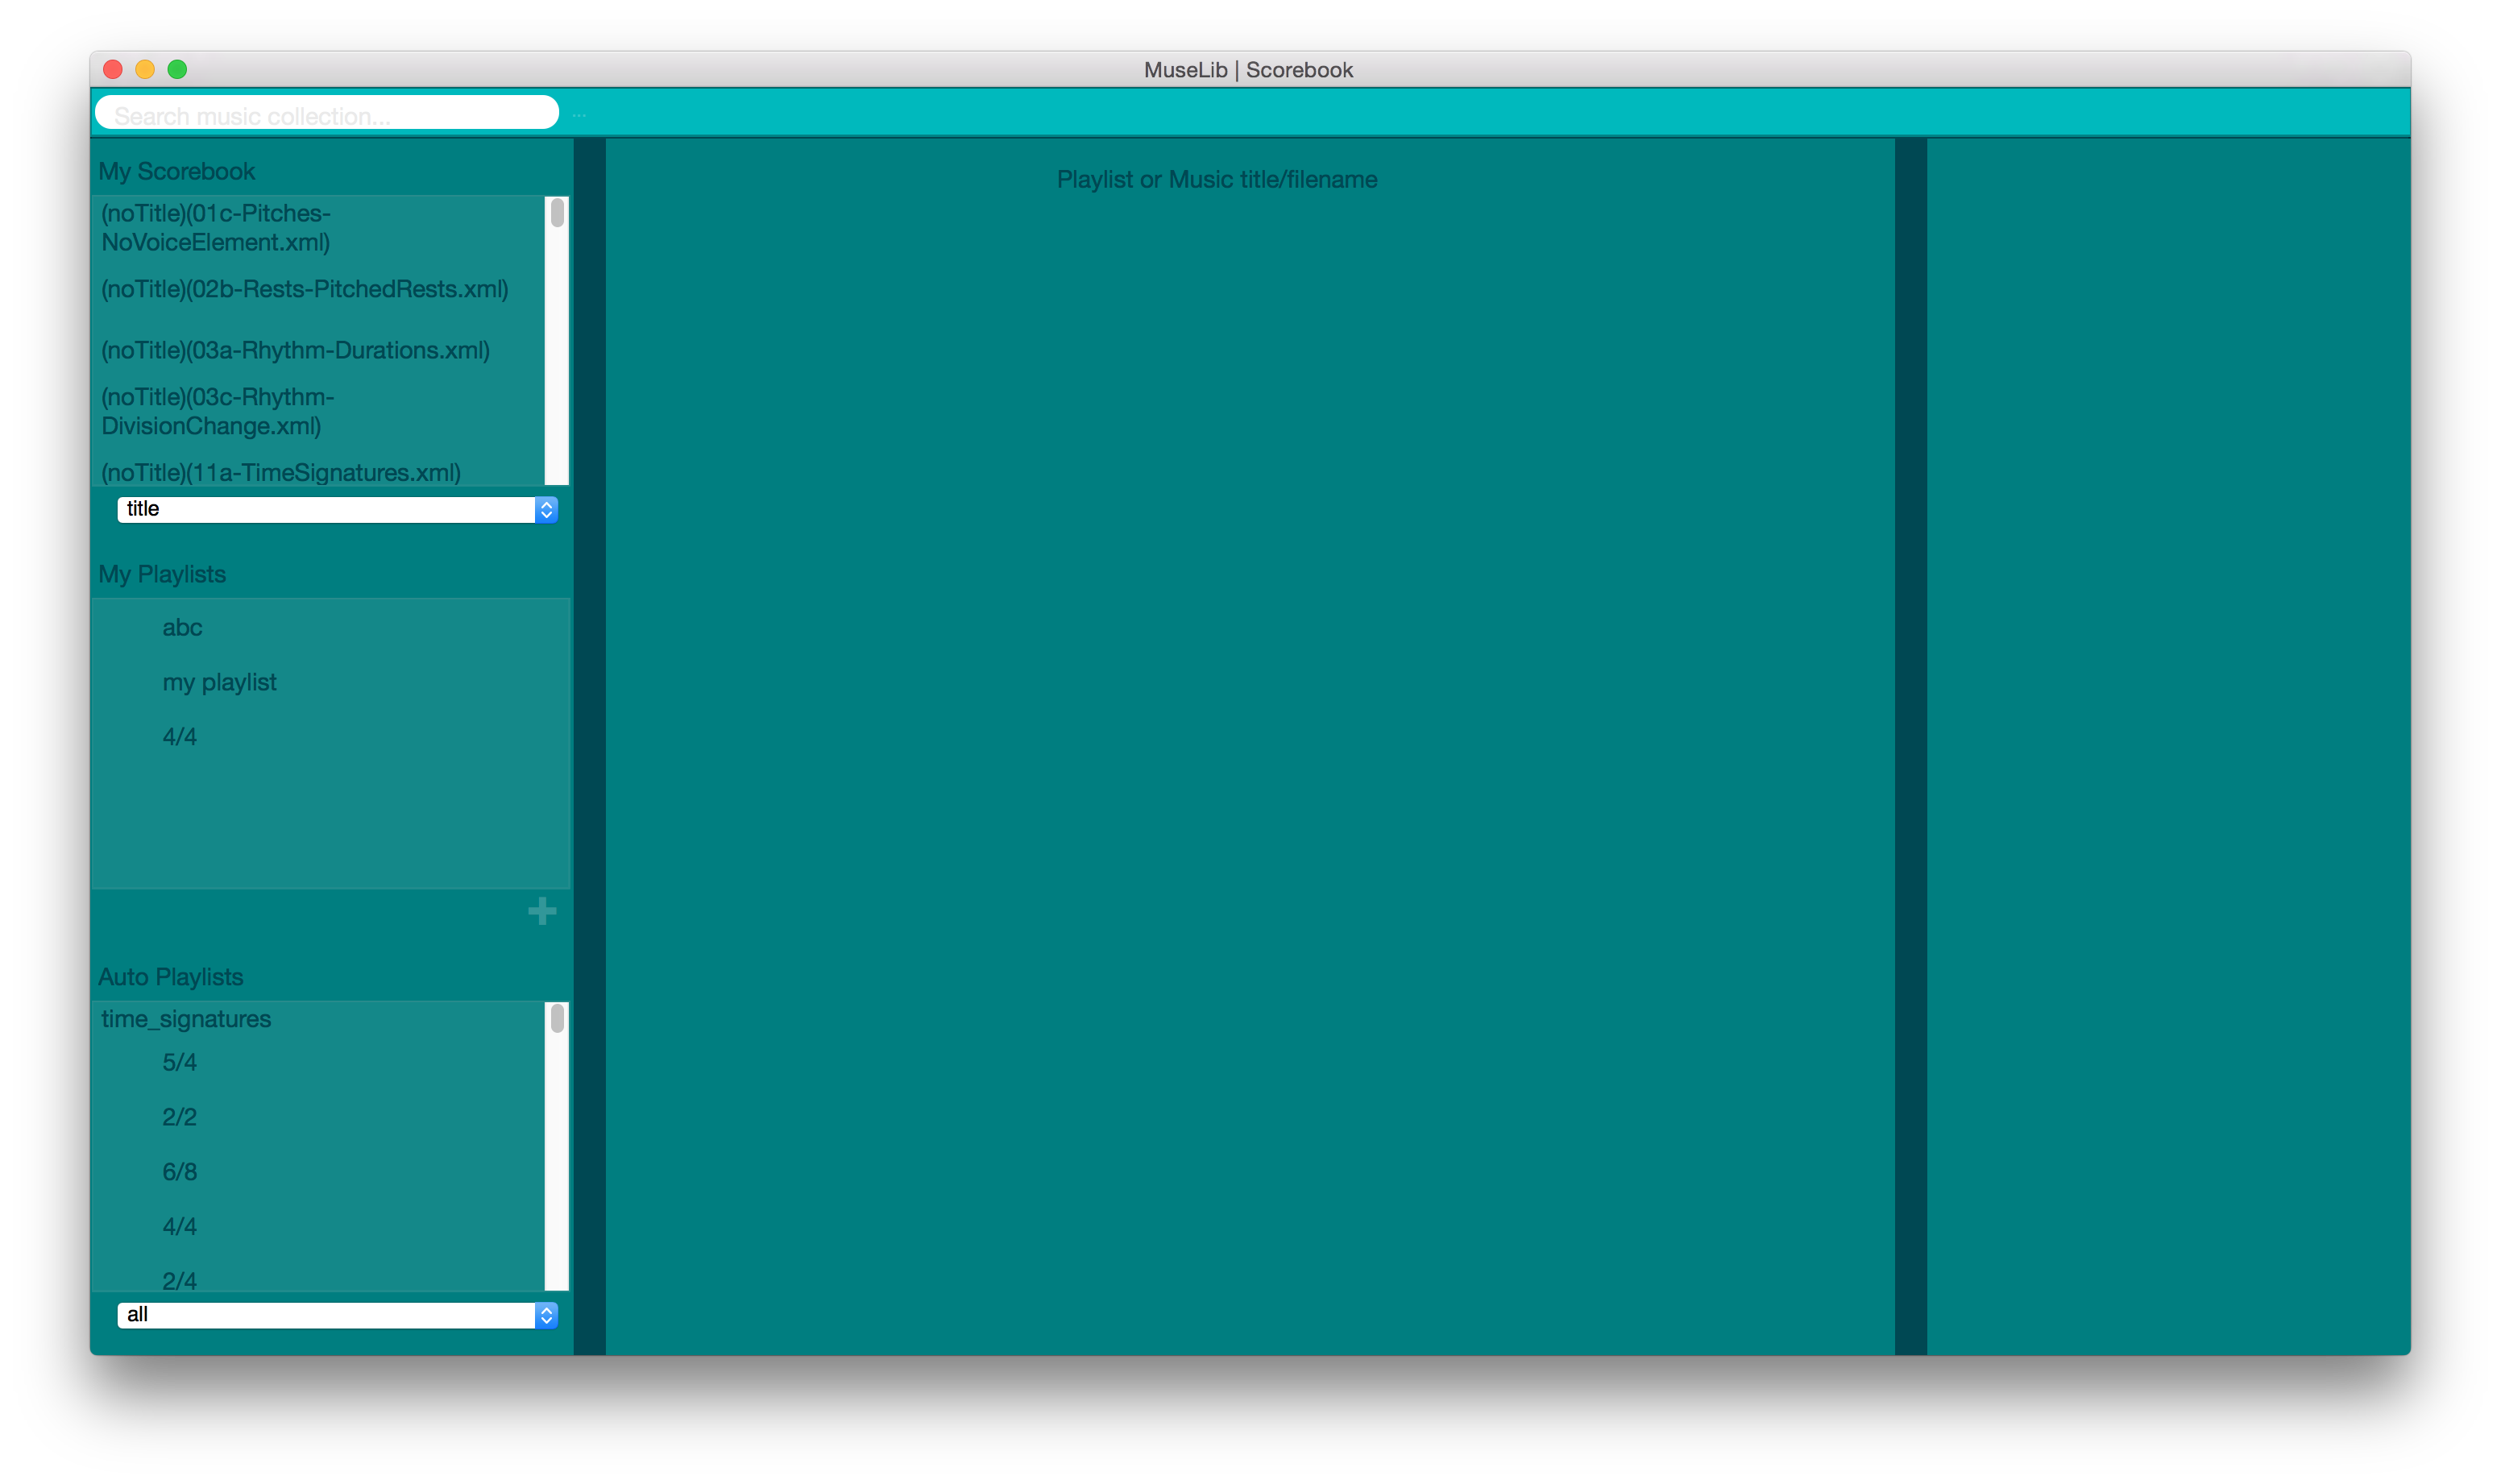 MuseLib | Scorebook
Search music collection...
...
My Scorebook
(noTitle)(01c-Pitches-
NoVoiceElement.xml)
(noTitle)(02b-Rests-PitchedRests.xml)
(noTitle)(03a-Rhythm-Durations.xml)
(noTitle)(03c-Rhythm-
DivisionChange.xml)
(noTitle)(11a-TimeSignatures.xml)
title
My Playlists
abc
my playlist
4/4
Auto Playlists
time_signatures
5/4
2/2
6/8
4/4
2/4
all
Playlist or Music title/filename